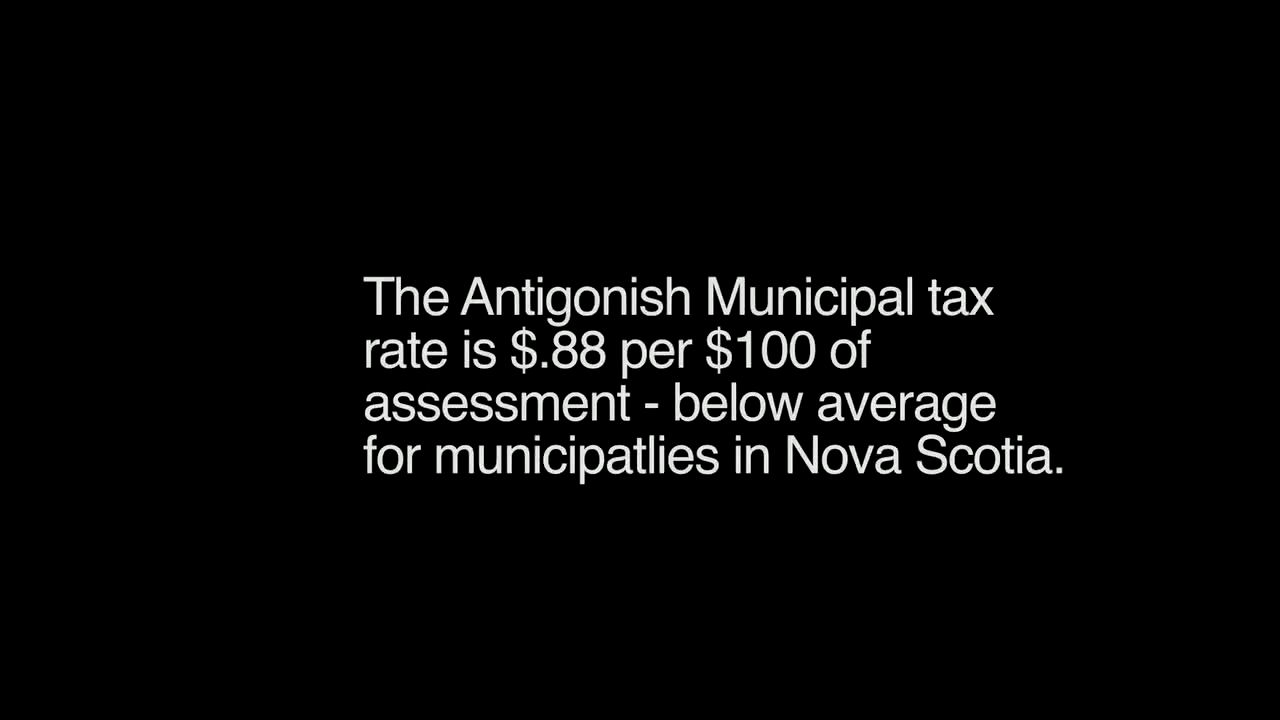 The Antigonish Municipal tax
rate is $.88 per $100 of
assessment - below average
for municipatlies in Nova Scotia.